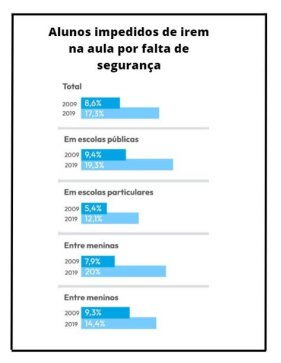 Alunos impedidos de irem
na aula por falta de
segurança
Total
2009 8,6%
2019 17,3%
Em escolas públicas
2009 9,4%
2019 19,3%
Em escolas particulares
2009 5,4%
2019 12,1%
Entre meninas
2009 7,9%
2019 20%
Entre meninos
2009 9,3%
2019 14,4%